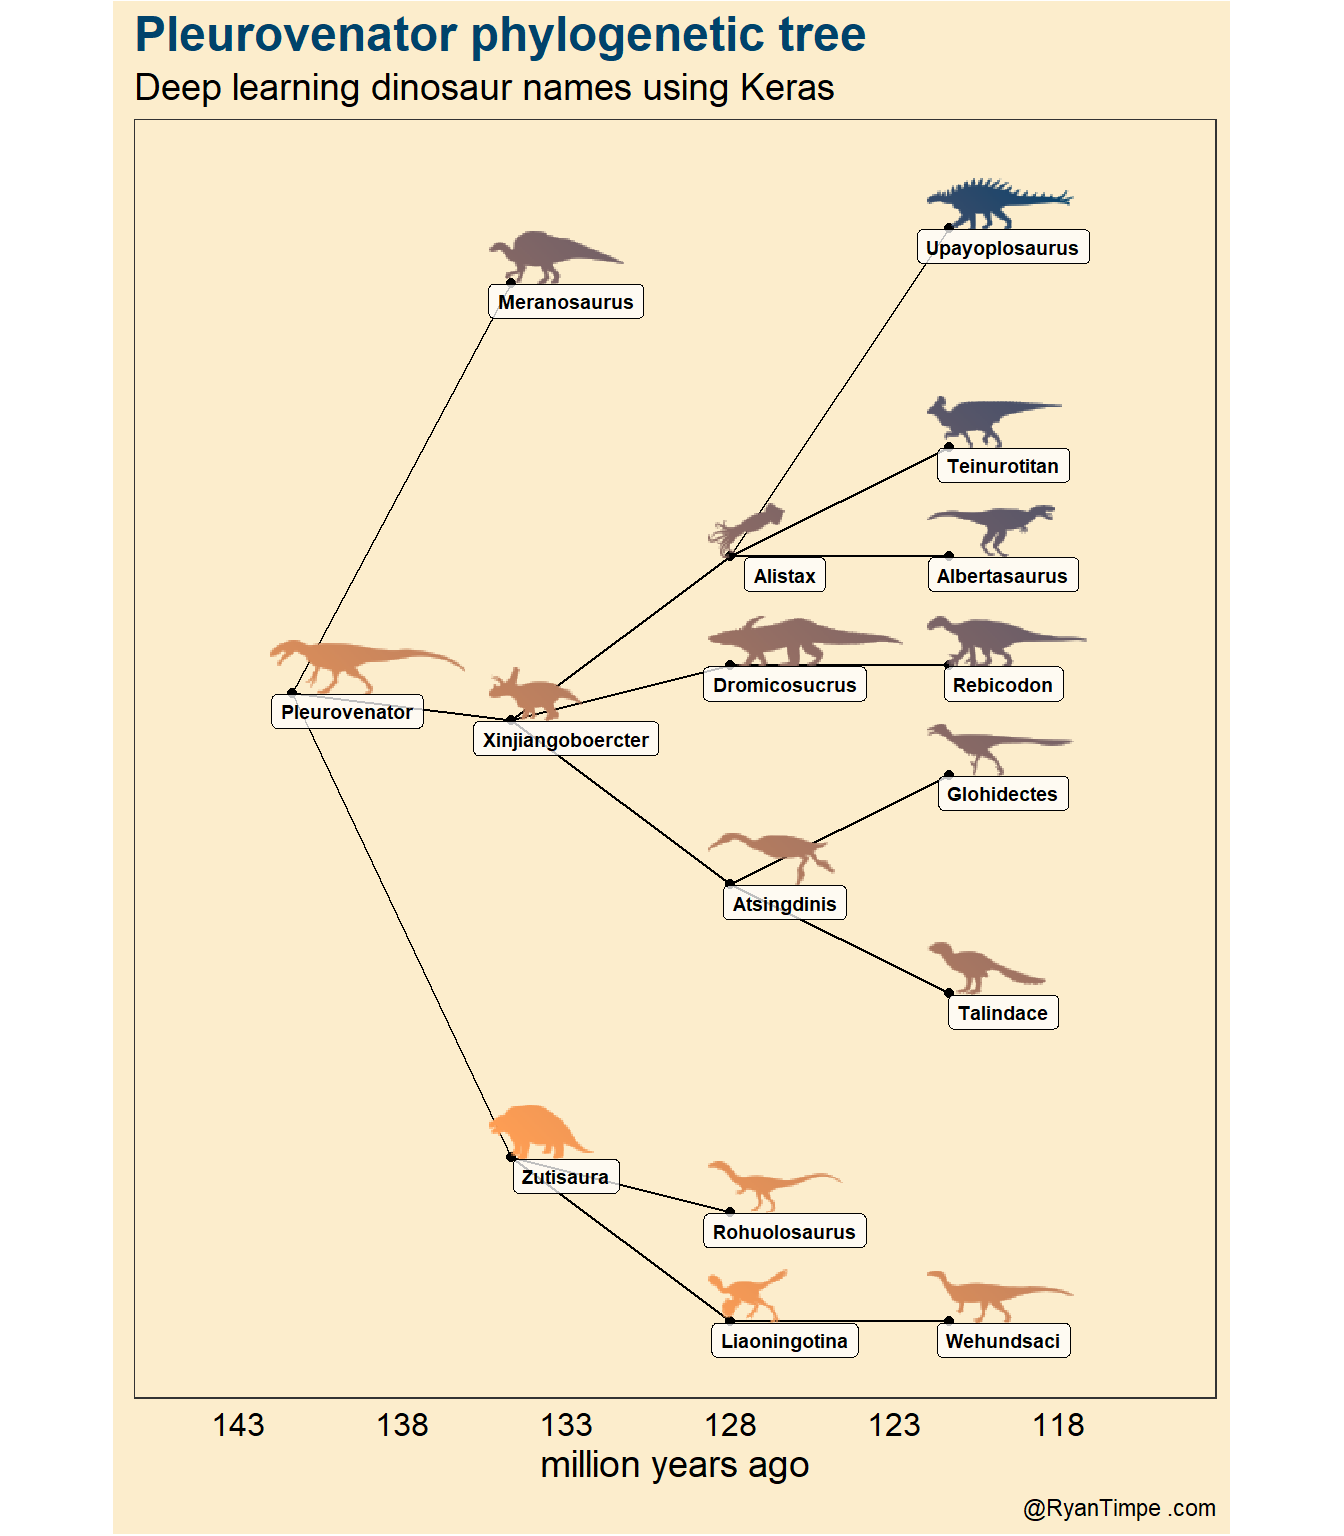 Pleurovenator phylogenetic tree
Deep learning dinosaur names using Keras
Upayoplosaurus
Meranosaurus
Teinurotitan
Alistax
Albertasaurus
Dromicosucrus
Rebicodon
Pleurovenator
Xinjiangoboercter
Glohidectes
Atsingdinis
Talindace
Zutisaura
Rohuolosaurus
Liaoningotina
Wehundsaci
143 138 133 128 123 118
million years ago
@RyanTimpe .com